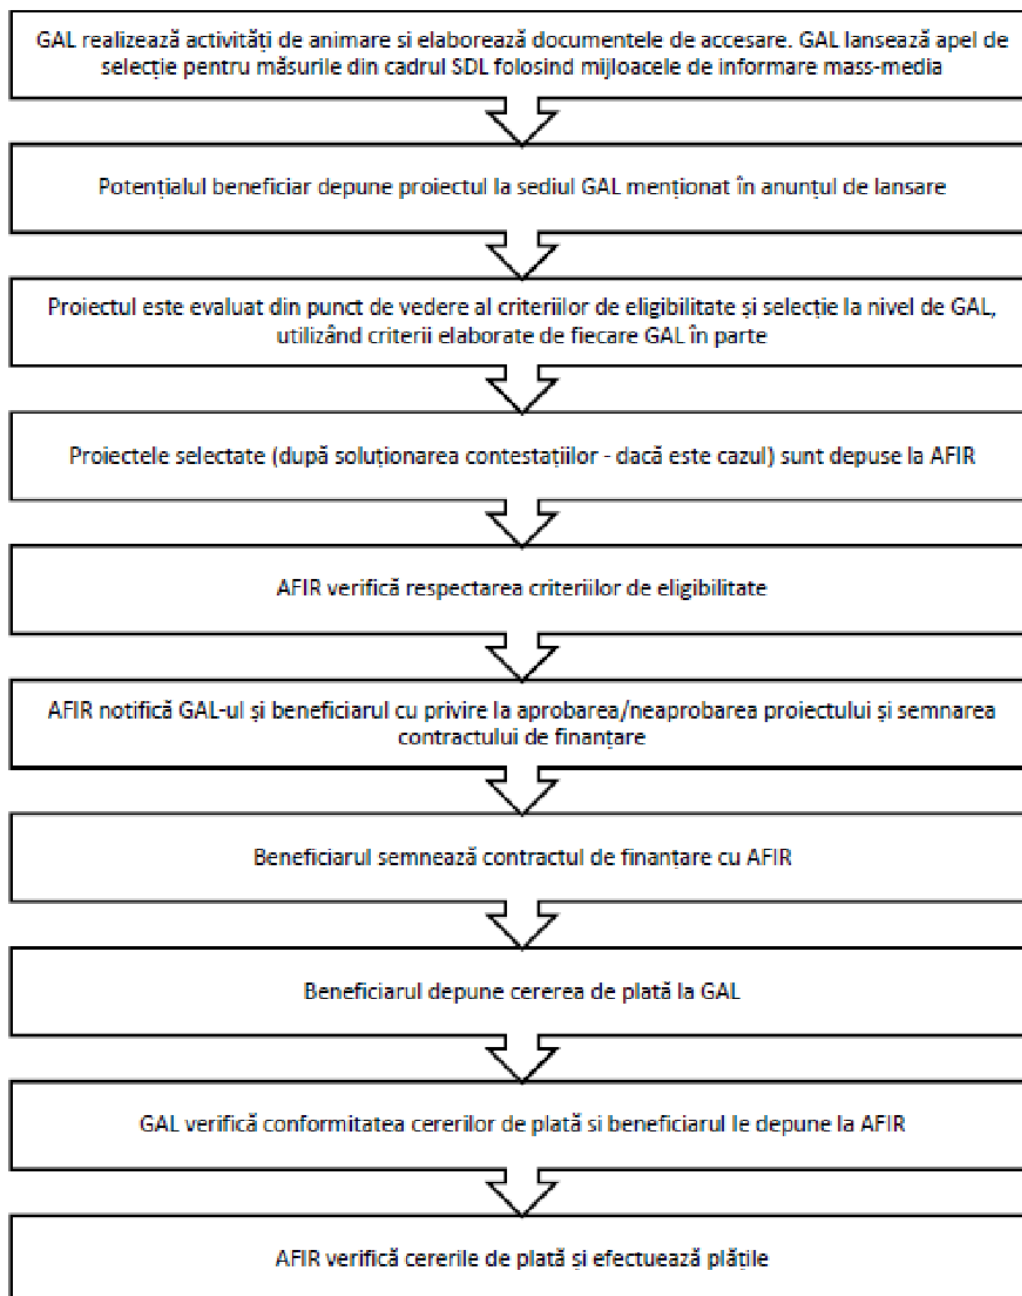 GAL realizează activități de animare si elaborează documentele de accesare. GAL lansează apel de
selecție pentru măsurile din cadrul SDL folosind mijloacele de informare mass-media
Potențialul beneficiar depune proiectul la sediul GAL menționat în anunțul de lansare
Proiectul este evaluat din punct de vedere al criteriilor de eligibilitate și selecție la nivel de GAL,
utilizând criterii elaborate de fiecare GAL în parte
Proiectele selectate (după soluționarea contestațiilor - dacă este cazul) sunt depuse la AFIR
AFIR verifică respectarea criteriilor de eligibilitate
AFIR notifică GAL-ul și beneficiarul cu privire la aprobarea/neaprobarea proiectului și semnarea
contractului de finanțare
Beneficiarul semnează contractul de finanțare cu AFIR
Beneficiarul depune cererea de plată la GAL
GAL verifică conformitatea cererilor de plată si beneficiarul le depune la AFIR
AFIR verifică cererile de plată și efectuează plățile